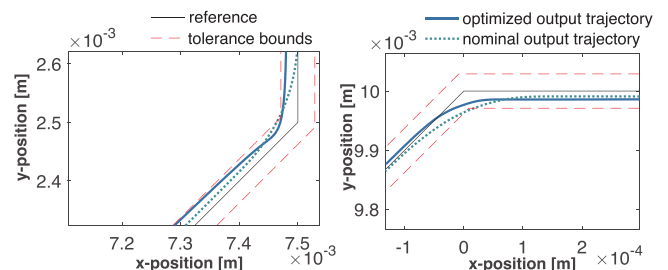 reference
tolerance bounds
optimized output trajectory
nominal output trajectory
×10⁻³
2.6
2.5
2.4
y-position [m]
7.2
7.3
7.4
7.5
x-position [m]
×10⁻³
×10⁻³
10
9.9
9.8
y-position [m]
-1
0
1
2
x-position [m]
×10⁻⁴